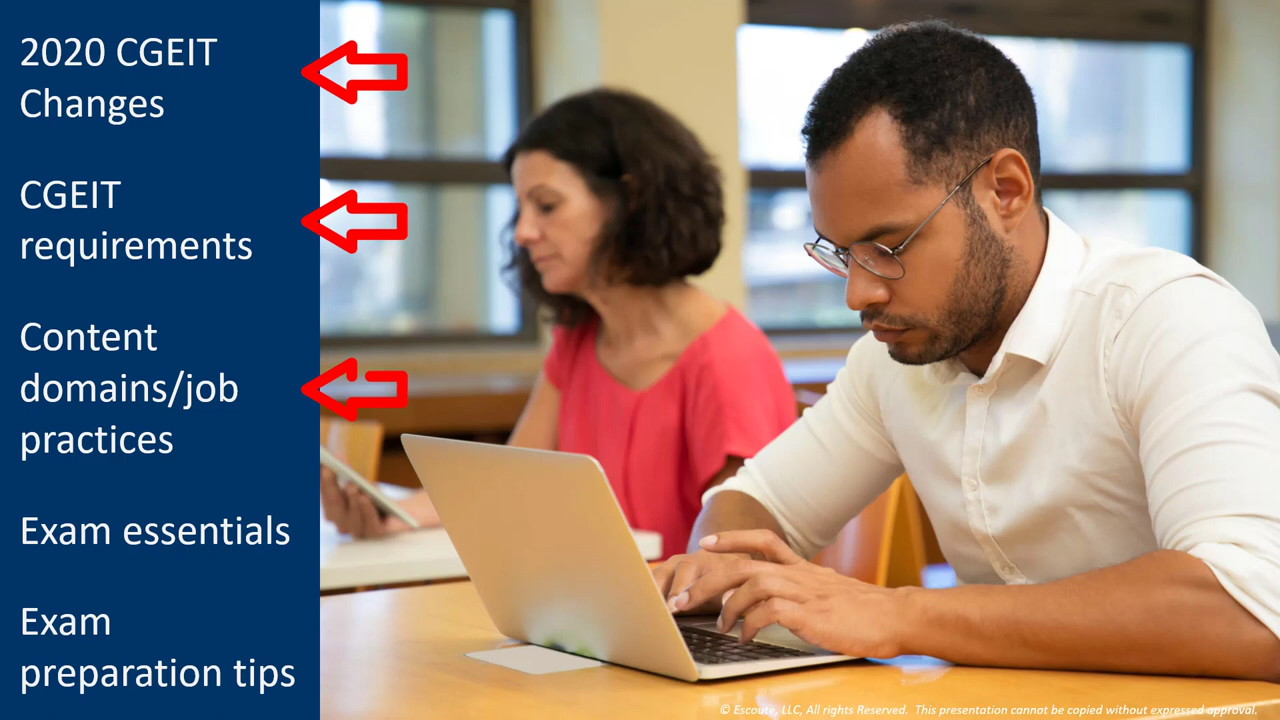 2020 CGEIT
Changes
CGEIT
requirements
Content
domains/job
practices
Exam essentials
Exam
preparation tips
© Escoute, LLC, All rights Reserved. This presentation cannot be copied without expressed approval.